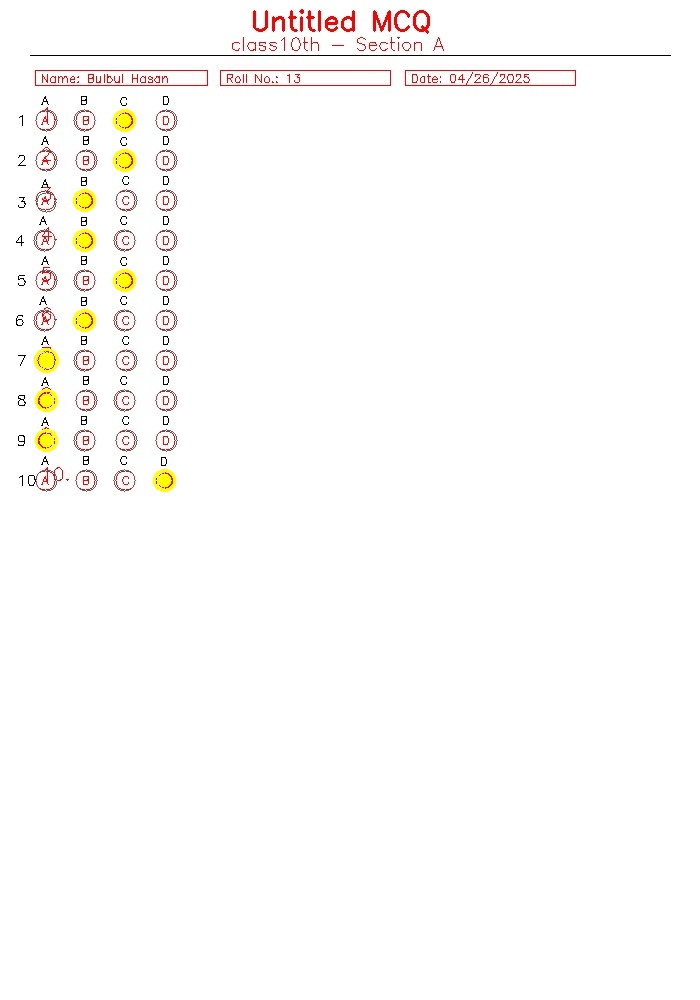 Untitled MCQ
class10th - Section A
Name: Bulbul Hasan Roll No.: 13 Date: 04/26/2025
A B C D
1 A B D
A B C D
2 A B D
A B C D
3 A C D
A B C D
4 A C D
A B C D
5 A B D
A B C D
6 A C D
A B C D
7 B C D
A B C D
8 B C D
A B C D
9 B C D
A B C D
10 A B C